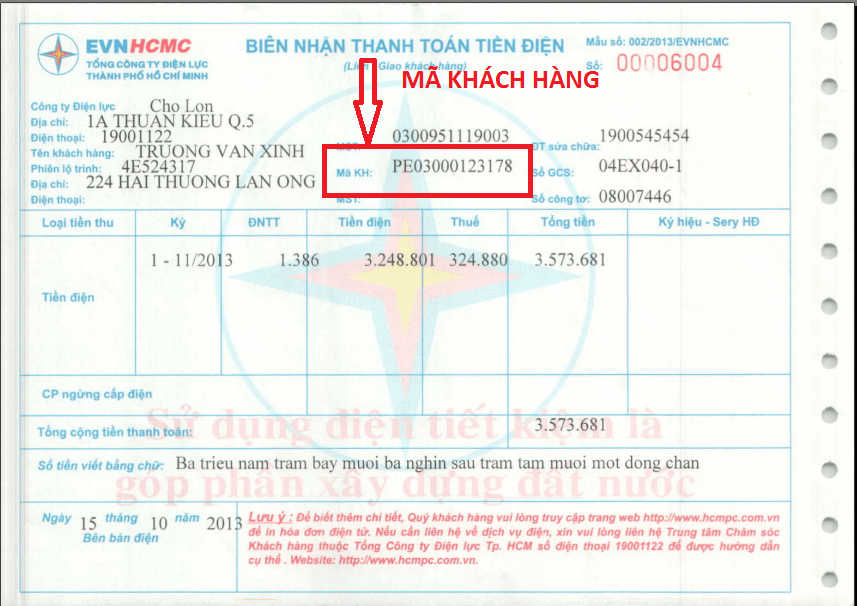 EVNHCMC
TỔNG CÔNG TY ĐIỆN LỰC
THÀNH PHỐ HỒ CHÍ MINH
BIÊN NHẬN THANH TOÁN TIỀN ĐIỆN
(Liên Giao khách hàng)
Mẫu số: 002/2013/EVNHCMC
Số: 00006004
MÃ KHÁCH HÀNG
Công ty Điện lực Cho Lon
Địa chỉ: 1A THUAN KIEU Q.5
Điện thoại: 19001122 MST: 0300951119003 ĐT sửa chữa: 1900545454
Tên khách hàng: TRUONG VAN XINH
Phiên lộ trình: 4E524317 Mã KH: PE03000123178 Số GCS: 04EX040-1
Địa chỉ: 224 HAI THUONG LAN ONG
Điện thoại: MST: Số công tơ: 08007446
Loại tiền thu Kỳ ĐNTT Tiền điện Thuế Tổng tiền Ký hiệu - Sery HĐ
1 - 11/2013 1.386 3.248.801 324.880 3.573.681
Tiền điện
CP ngừng cấp điện
Tổng cộng tiền thanh toán: 3.573.681
Sử dụng điện tiết kiệm là
góp phần xây dựng đất nước
Số tiền viết bằng chữ: Ba trieu nam tram bay muoi ba nghin sau tram tam muoi mot dong chan
Ngày 15 tháng 10 năm 2013
Bên bán điện
Lưu ý : Để biết thêm chi tiết, Quý khách hàng vui lòng truy cập trang web http://www.hcmpc.com.vn
để in hóa đơn điện tử. Nếu cần liên hệ về dịch vụ điện, xin vui lòng liên hệ Trung tâm Chăm sóc
Khách hàng thuộc Tổng Công ty Điện lực Tp. HCM số điện thoại 19001122 để được hướng dẫn
cụ thể . Website: http://www.hcmpc.com.vn.